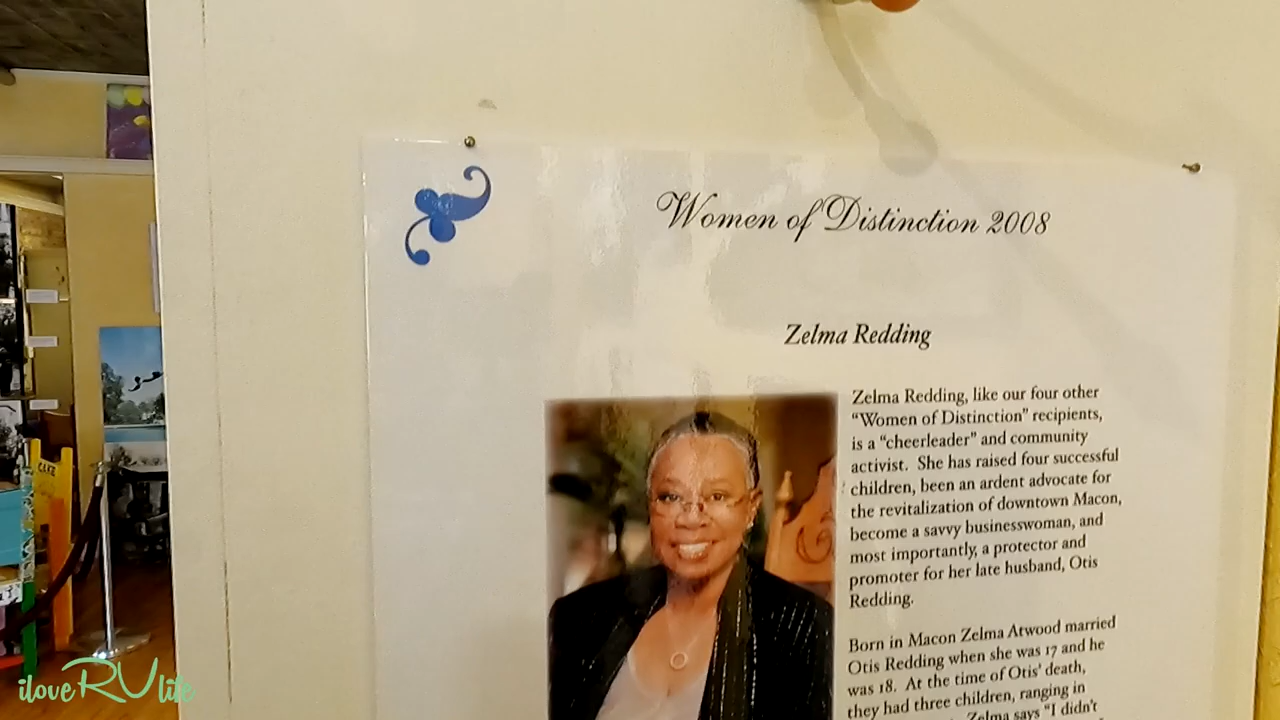 Women of Distinction 2008
Zelma Redding
Zelma Redding, like our four other
“Women of Distinction” recipients,
is a “cheerleader” and community
activist. She has raised four successful
children, been an ardent advocate for
the revitalization of downtown Macon,
become a savvy businesswoman, and
most importantly, a protector and
promoter for her late husband, Otis
Redding.
Born in Macon Zelma Atwood married
Otis Redding when she was 17 and he
was 18. At the time of Otis' death,
they had three children, ranging in
Zelma says “I didn't
CAKE
iloveRVlife